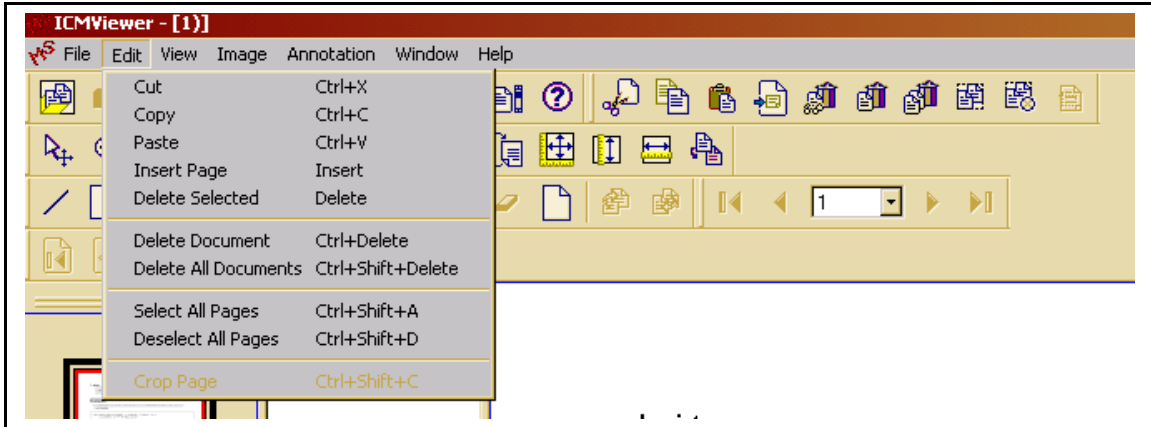 ICMViewer - [1)]
File Edit View Image Annotation Window Help
Cut Ctrl+X
Copy Ctrl+C
Paste Ctrl+V
Insert Page Insert
Delete Selected Delete
1
Delete Document Ctrl+Delete
Delete All Documents Ctrl+Shift+Delete
Select All Pages Ctrl+Shift+A
Deselect All Pages Ctrl+Shift+D
Crop Page Ctrl+Shift+C